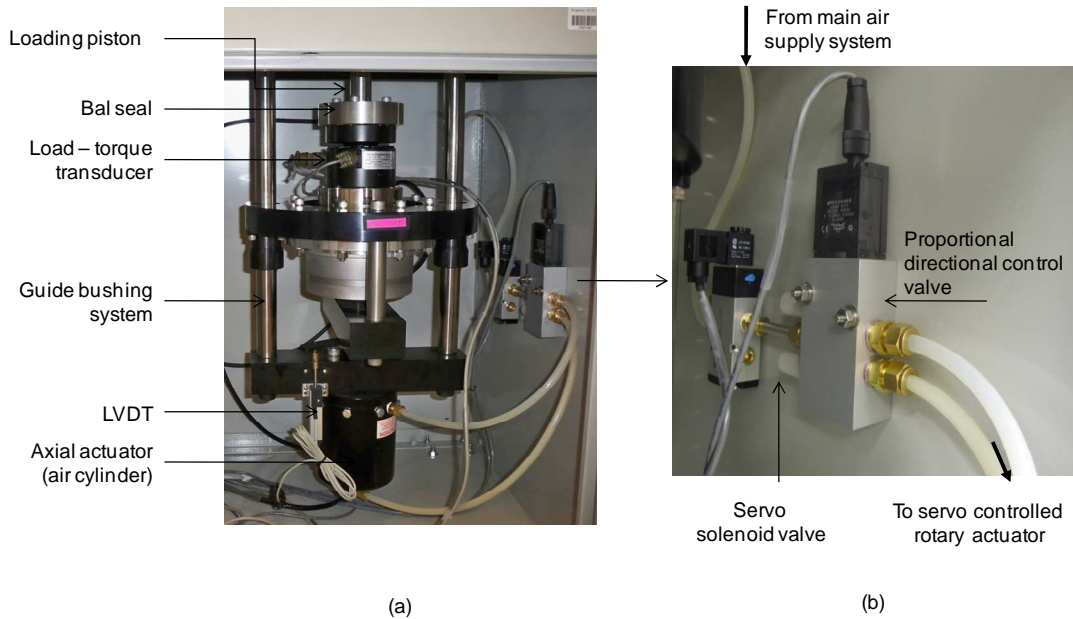 Loading piston
Bal seal
Load – torque
transducer
Guide bushing
system
LVDT
Axial actuator
(air cylinder)
(a)
From main air
supply system
Proportional
directional control
valve
Servo
solenoid valve
To servo controlled
rotary actuator
(b)